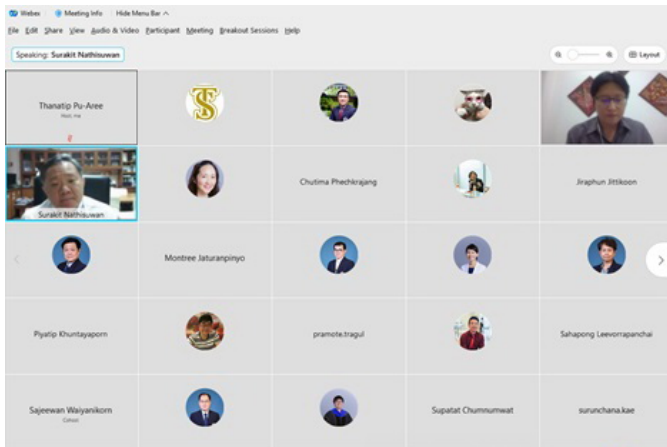 Webex Meeting Info Hide Menu Bar
File Edit Share View Audio & Video Participant Meeting Breakout Sessions Help
Speaking: Surakit Nathisuwan
Layout
Thanatip Pu-Aree
Host, me
TS
Surakit Nathisuwan
Chutima Phechkrajang
Jiraphun Jittikoon
Montree Jaturanpinyo
Piyatip Khuntayaporn
pramote.tragul
Sahapong Leevorrapanchai
Sajeewan Waiyanikorn
Cohost
Supatat Chumnumwat
surunchana.kae